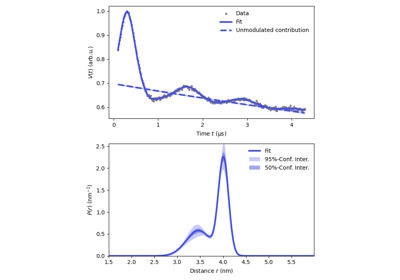 1.0
0.9
0.8
0.7
0.6
V(t) (arb.u.)
Data
Fit
Unmodulated contribution
0 1 2 3 4
Time t (μs)
2.5
2.0
1.5
1.0
0.5
0.0
P(r) (nm⁻¹)
Fit
95%-Conf. Inter.
50%-Conf. Inter.
1.5 2.0 2.5 3.0 3.5 4.0 4.5 5.0 5.5
Distance r (nm)